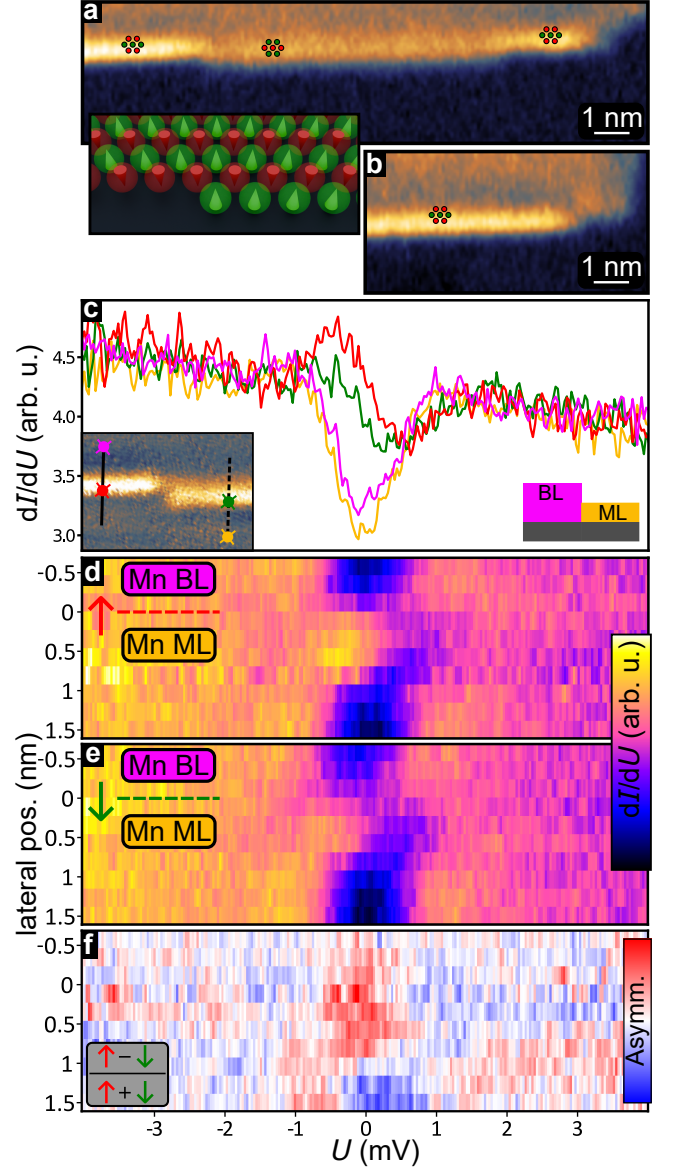 a
1 nm
b
1 nm
c
dI/dU (arb. u.)
4.5
4.0
3.5
3.0
BL
ML
d
-0.5
0
0.5
1
1.5
Mn BL
Mn ML
dI/dU (arb. u.)
e
lateral pos. (nm)
-0.5
0
0.5
1
1.5
Mn BL
Mn ML
f
-0.5
0
0.5
1
1.5
↑ − ↓
↑ + ↓
Asymm.
-3 -2 -1 0 1 2 3
U (mV)